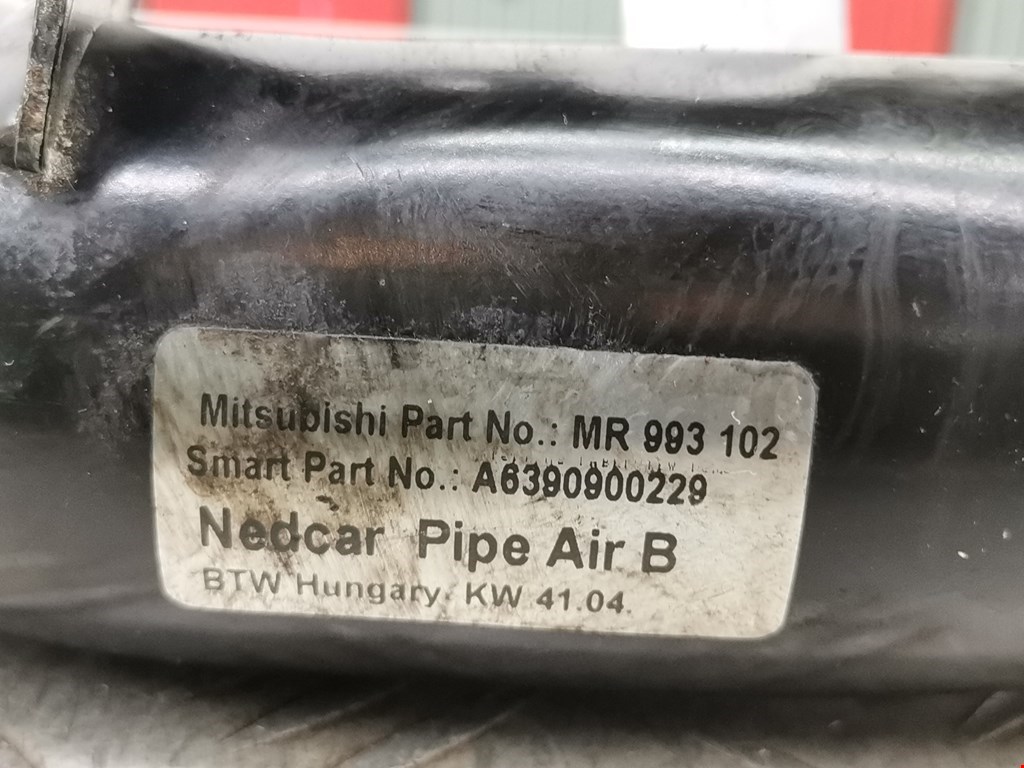 Mitsubishi Part No.: MR 993 102
Smart Part No.: A6390900229
Nedcar Pipe Air B
BTW Hungary. KW 41.04.